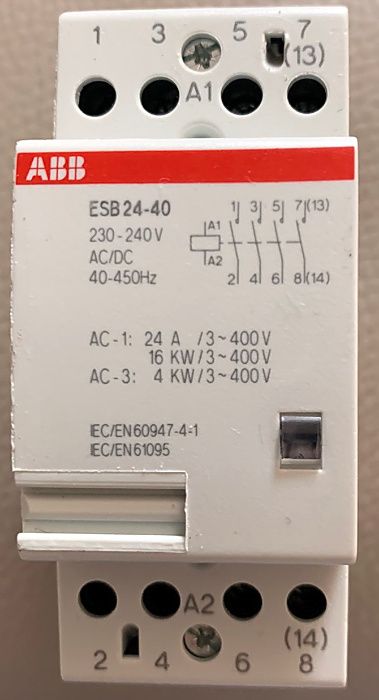 1 3 5 7
(13)
A1
ABB
ESB 24-40
230-240V
AC/DC
40-450Hz
A1
A2
1 3 5 7 (13)
2 4 6 8 (14)
AC-1: 24 A /3~400V
16 KW/3~400V
AC-3: 4 KW/3~400V
IEC/EN60947-4-1
IEC/EN61095
A2
(14)
2 4 6 8